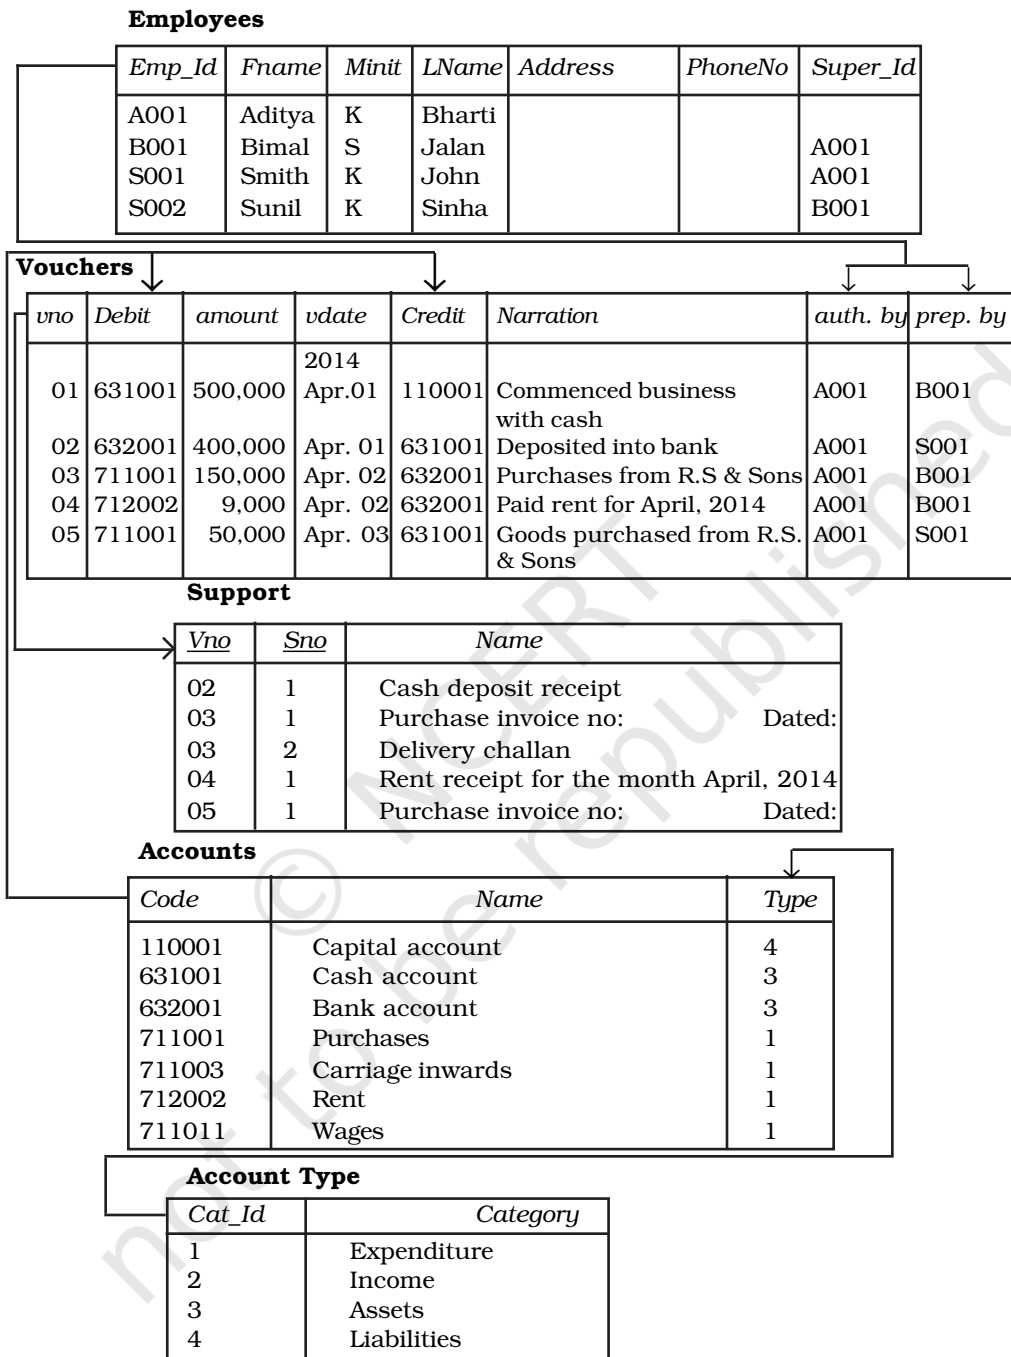 Employees
Emp_Id Fname Minit LName Address PhoneNo Super_Id
A001 Aditya K Bharti
B001 Bimal S Jalan A001
S001 Smith K John A001
S002 Sunil K Sinha B001
Vouchers
vno Debit amount vdate Credit Narration auth. by prep. by
2014
01 631001 500,000 Apr.01 110001 Commenced business A001 B001
with cash
02 632001 400,000 Apr. 01 631001 Deposited into bank A001 S001
03 711001 150,000 Apr. 02 632001 Purchases from R.S & Sons A001 B001
04 712002 9,000 Apr. 02 632001 Paid rent for April, 2014 A001 B001
05 711001 50,000 Apr. 03 631001 Goods purchased from R.S. A001 S001
& Sons
Support
Vno Sno Name
02 1 Cash deposit receipt
03 1 Purchase invoice no: Dated:
03 2 Delivery challan
04 1 Rent receipt for the month April, 2014
05 1 Purchase invoice no: Dated:
Accounts
Code Name Type
110001 Capital account 4
631001 Cash account 3
632001 Bank account 3
711001 Purchases 1
711003 Carriage inwards 1
712002 Rent 1
711011 Wages 1
Account Type
Cat_Id Category
1 Expenditure
2 Income
3 Assets
4 Liabilities
© NCERT
not to be republished